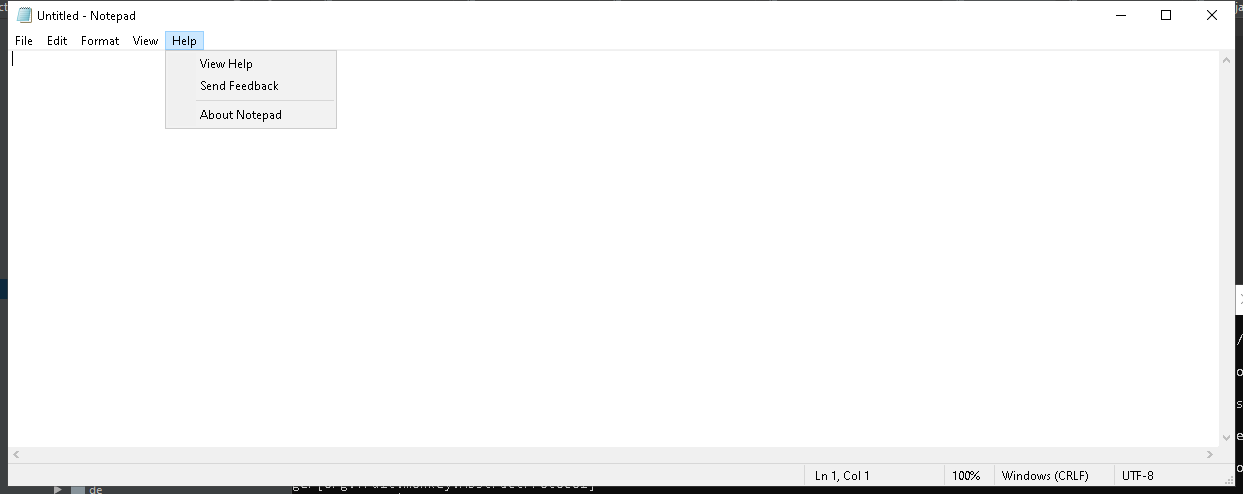 Untitled - Notepad
File Edit Format View Help
View Help
Send Feedback
About Notepad
Ln 1, Col 1 100% Windows (CRLF) UTF-8
de